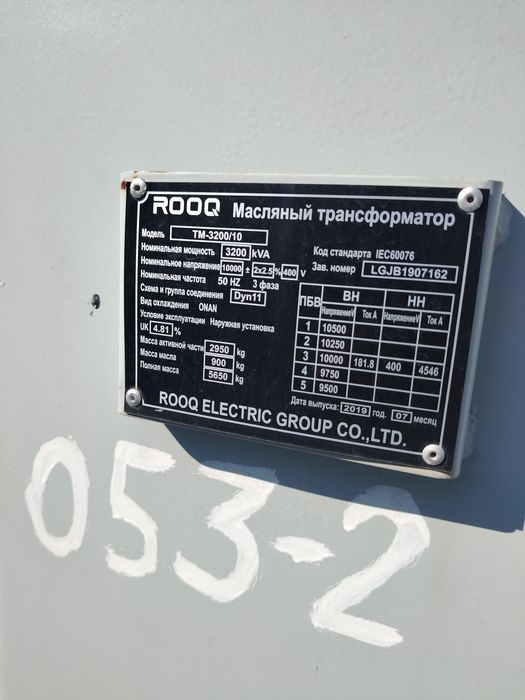 ROOQ Масляный трансформатор
Модель TM-3200/10
Номинальная мощность 3200 kVA
Номинальное напряжение 10000 ± 2x2.5% 400 V
Номинальная частота 50 HZ 3 фаза
Схема и группа соединения Dyn11
Вид охлаждения ONAN
Условие эксплуатации Наружная установка
UK 4.81 %
Масса активной части 2950 kg
Масса масла 900 kg
Полная масса 5650 kg
Код стандарта IEC60076
Зав. номер LGJB1907162
ПБВ ВН НН
Напряжение\V Ток А Напряжение\V Ток А
1 10500
2 10250
3 10000 181.8 400 4546
4 9750
5 9500
Дата выпуска: 2019 год. 07 месяц
ROOQ ELECTRIC GROUP CO.,LTD.
053-2